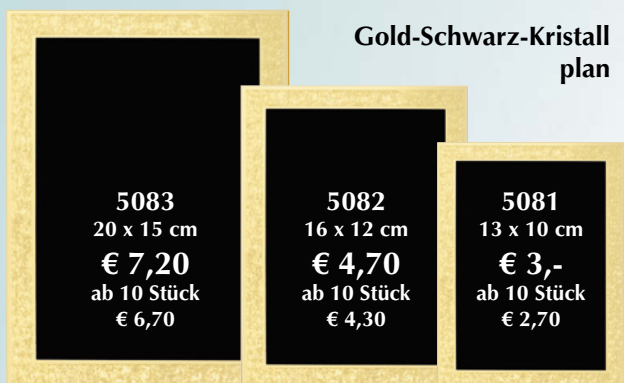 Gold-Schwarz-Kristall
plan
5083
20 x 15 cm
€ 7,20
ab 10 Stück
€ 6,70
5082
16 x 12 cm
€ 4,70
ab 10 Stück
€ 4,30
5081
13 x 10 cm
€ 3,-
ab 10 Stück
€ 2,70